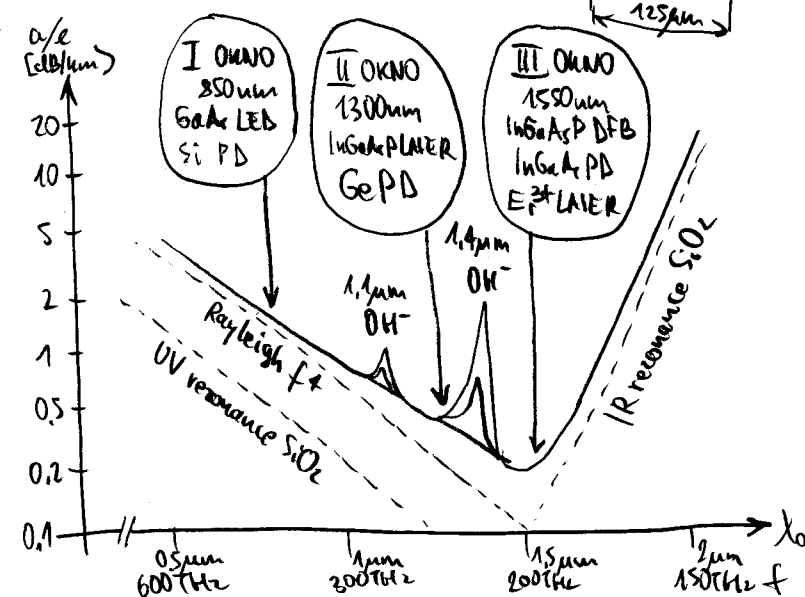 125µm
a/l
[dB/km]
I OKNO
850nm
GaAs LED
Si PD
II OKNO
1300nm
InGaAsP LASER
Ge PD
III OKNO
1550nm
InGaAsP DFB
InGaAs PD
Er³⁺ LASER
20
10
5
2
1
0,5
0,2
0,1
1,1µm
OH⁻
1,4µm
OH⁻
Rayleigh f⁴
UV rezonance SiO₂
IR rezonance SiO₂
0,5µm
600THz
1µm
300THz
1,5µm
200THz
2µm
150THz
λ₀
f